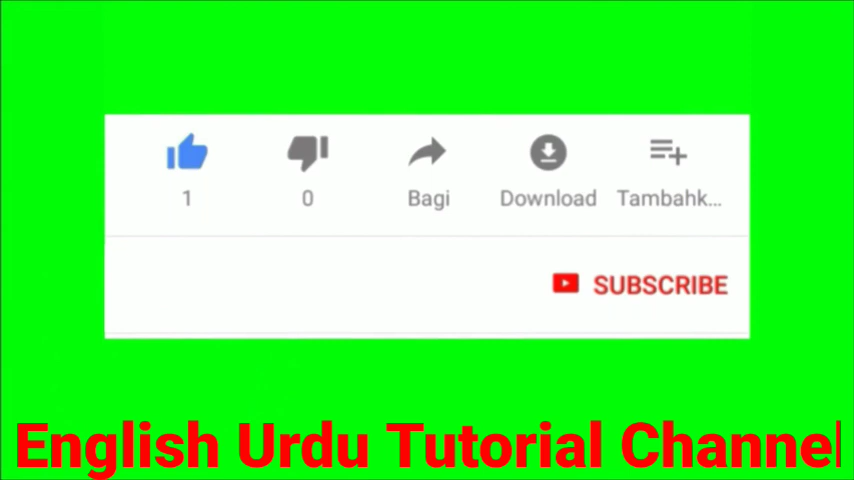 1 0 Bagi Download Tambahk...
SUBSCRIBE
English Urdu Tutorial Channel